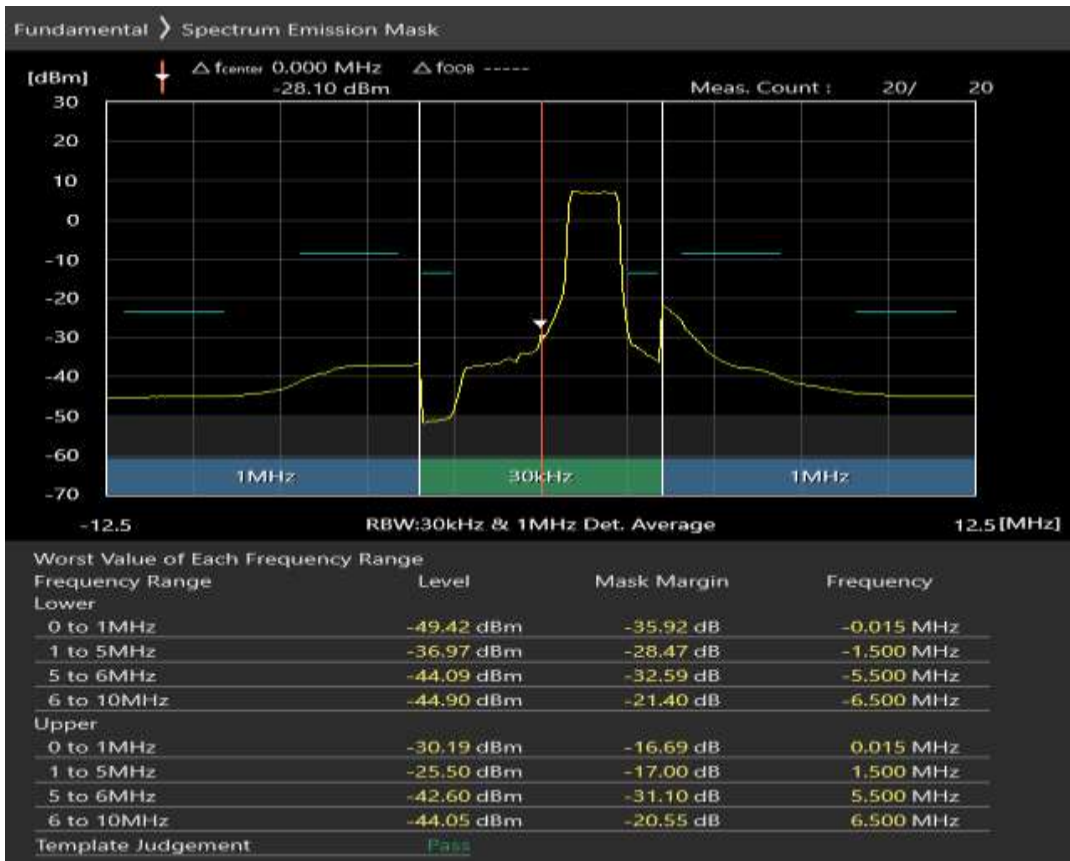 Fundamental ❯ Spectrum Emission Mask
[dBm] △ fcenter 0.000 MHz △ fOOB -----
-28.10 dBm Meas. Count : 20/ 20
30
20
10
0
-10
-20
-30
-40
-50
-60
1MHz 30kHz 1MHz
-70
-12.5 RBW:30kHz & 1MHz Det. Average 12.5 [MHz]
Worst Value of Each Frequency Range
Frequency Range Level Mask Margin Frequency
Lower
0 to 1MHz -49.42 dBm -35.92 dB -0.015 MHz
1 to 5MHz -36.97 dBm -28.47 dB -1.500 MHz
5 to 6MHz -44.09 dBm -32.59 dB -5.500 MHz
6 to 10MHz -44.90 dBm -21.40 dB -6.500 MHz
Upper
0 to 1MHz -30.19 dBm -16.69 dB 0.015 MHz
1 to 5MHz -25.50 dBm -17.00 dB 1.500 MHz
5 to 6MHz -42.60 dBm -31.10 dB 5.500 MHz
6 to 10MHz -44.05 dBm -20.55 dB 6.500 MHz
Template Judgement Pass